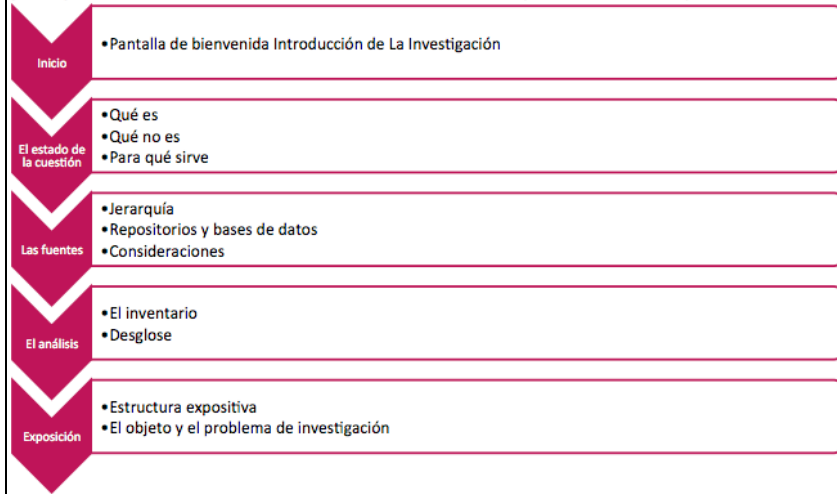 Inicio
•Pantalla de bienvenida Introducción de La Investigación
El estado de
la cuestión
•Qué es
•Qué no es
•Para qué sirve
Las fuentes
•Jerarquía
•Repositorios y bases de datos
•Consideraciones
El análisis
•El inventario
•Desglose
Exposición
•Estructura expositiva
•El objeto y el problema de investigación